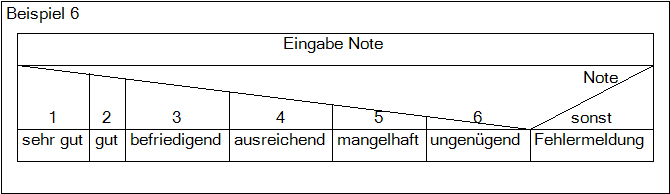 Beispiel 6
Eingabe Note
Note
1 2 3 4 5 6 sonst
sehr gut gut befriedigend ausreichend mangelhaft ungenügend Fehlermeldung